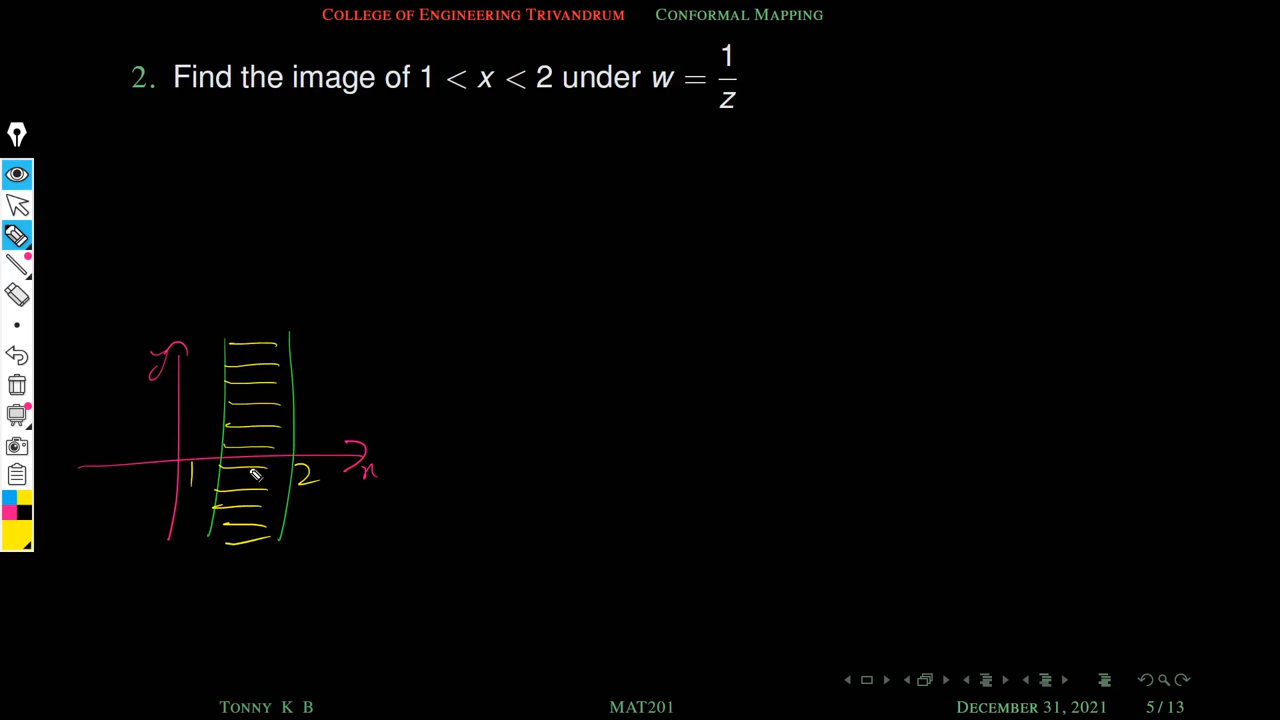 COLLEGE OF ENGINEERING TRIVANDRUM CONFORMAL MAPPING
2. Find the image of 1 < x < 2 under w = 1/z
y
1 2 x
TONNY K B MAT201 DECEMBER 31, 2021 5 / 13